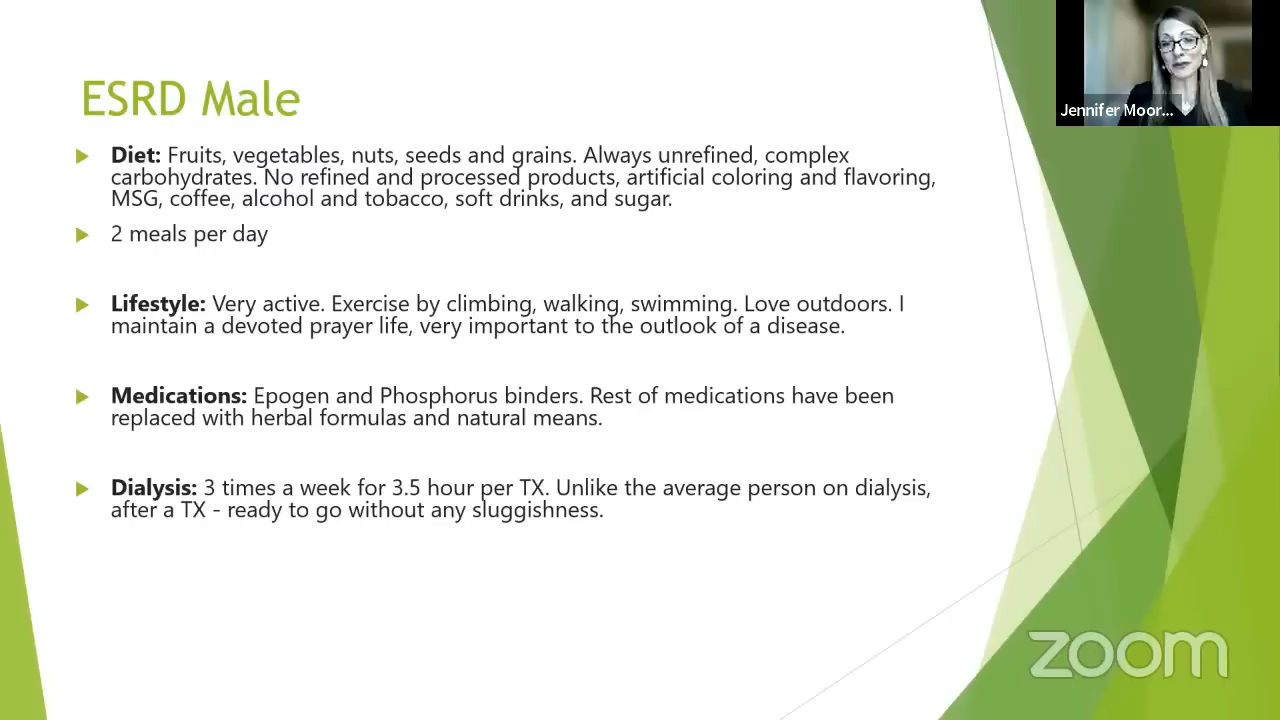 Jennifer Moor...
ESRD Male
Diet: Fruits, vegetables, nuts, seeds and grains. Always unrefined, complex
carbohydrates. No refined and processed products, artificial coloring and flavoring,
MSG, coffee, alcohol and tobacco, soft drinks, and sugar.
2 meals per day
Lifestyle: Very active. Exercise by climbing, walking, swimming. Love outdoors. I
maintain a devoted prayer life, very important to the outlook of a disease.
Medications: Epogen and Phosphorus binders. Rest of medications have been
replaced with herbal formulas and natural means.
Dialysis: 3 times a week for 3.5 hour per TX. Unlike the average person on dialysis,
after a TX - ready to go without any sluggishness.
zoom